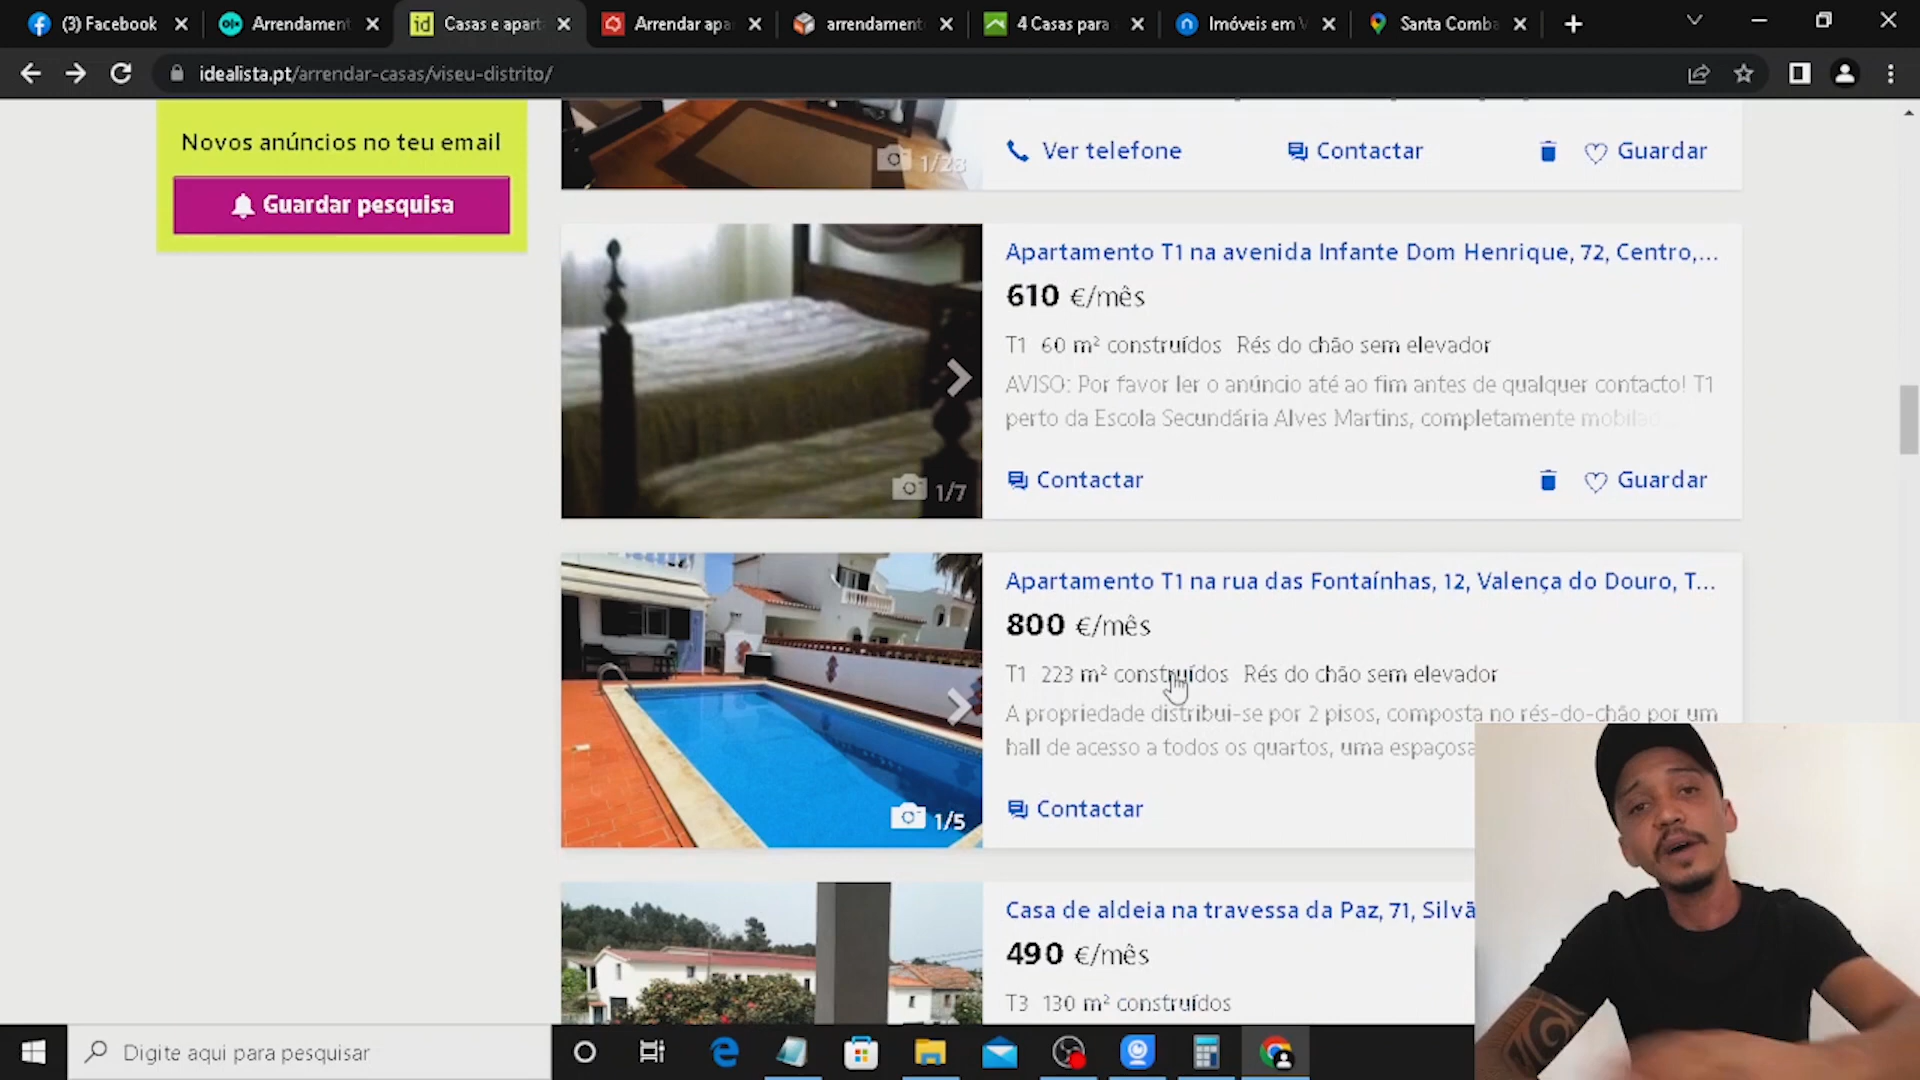 (3) Facebook
Arrendament
Casas e apart
Arrendar apa
arrendament
4 Casas para
Imóveis em V
Santa Comba
idealista.pt/arrendar-casas/viseu-distrito/
Novos anúncios no teu email
Guardar pesquisa
1/23
Ver telefone
Contactar
Guardar
Apartamento T1 na avenida Infante Dom Henrique, 72, Centro,...
610 €/mês
T1 60 m² construídos Rés do chão sem elevador
AVISO: Por favor ler o anúncio até ao fim antes de qualquer contacto! T1
perto da Escola Secundária Alves Martins, completamente mobilad...
1/7
Contactar
Guardar
Apartamento T1 na rua das Fontaínhas, 12, Valença do Douro, T...
800 €/mês
T1 223 m² construídos Rés do chão sem elevador
A propriedade distribui-se por 2 pisos, composta no rés-do-chão por um
hall de acesso a todos os quartos, uma espaçosa
1/5
Contactar
Casa de aldeia na travessa da Paz, 71, Silvã
490 €/mês
T3 130 m² construídos
Digite aqui para pesquisar